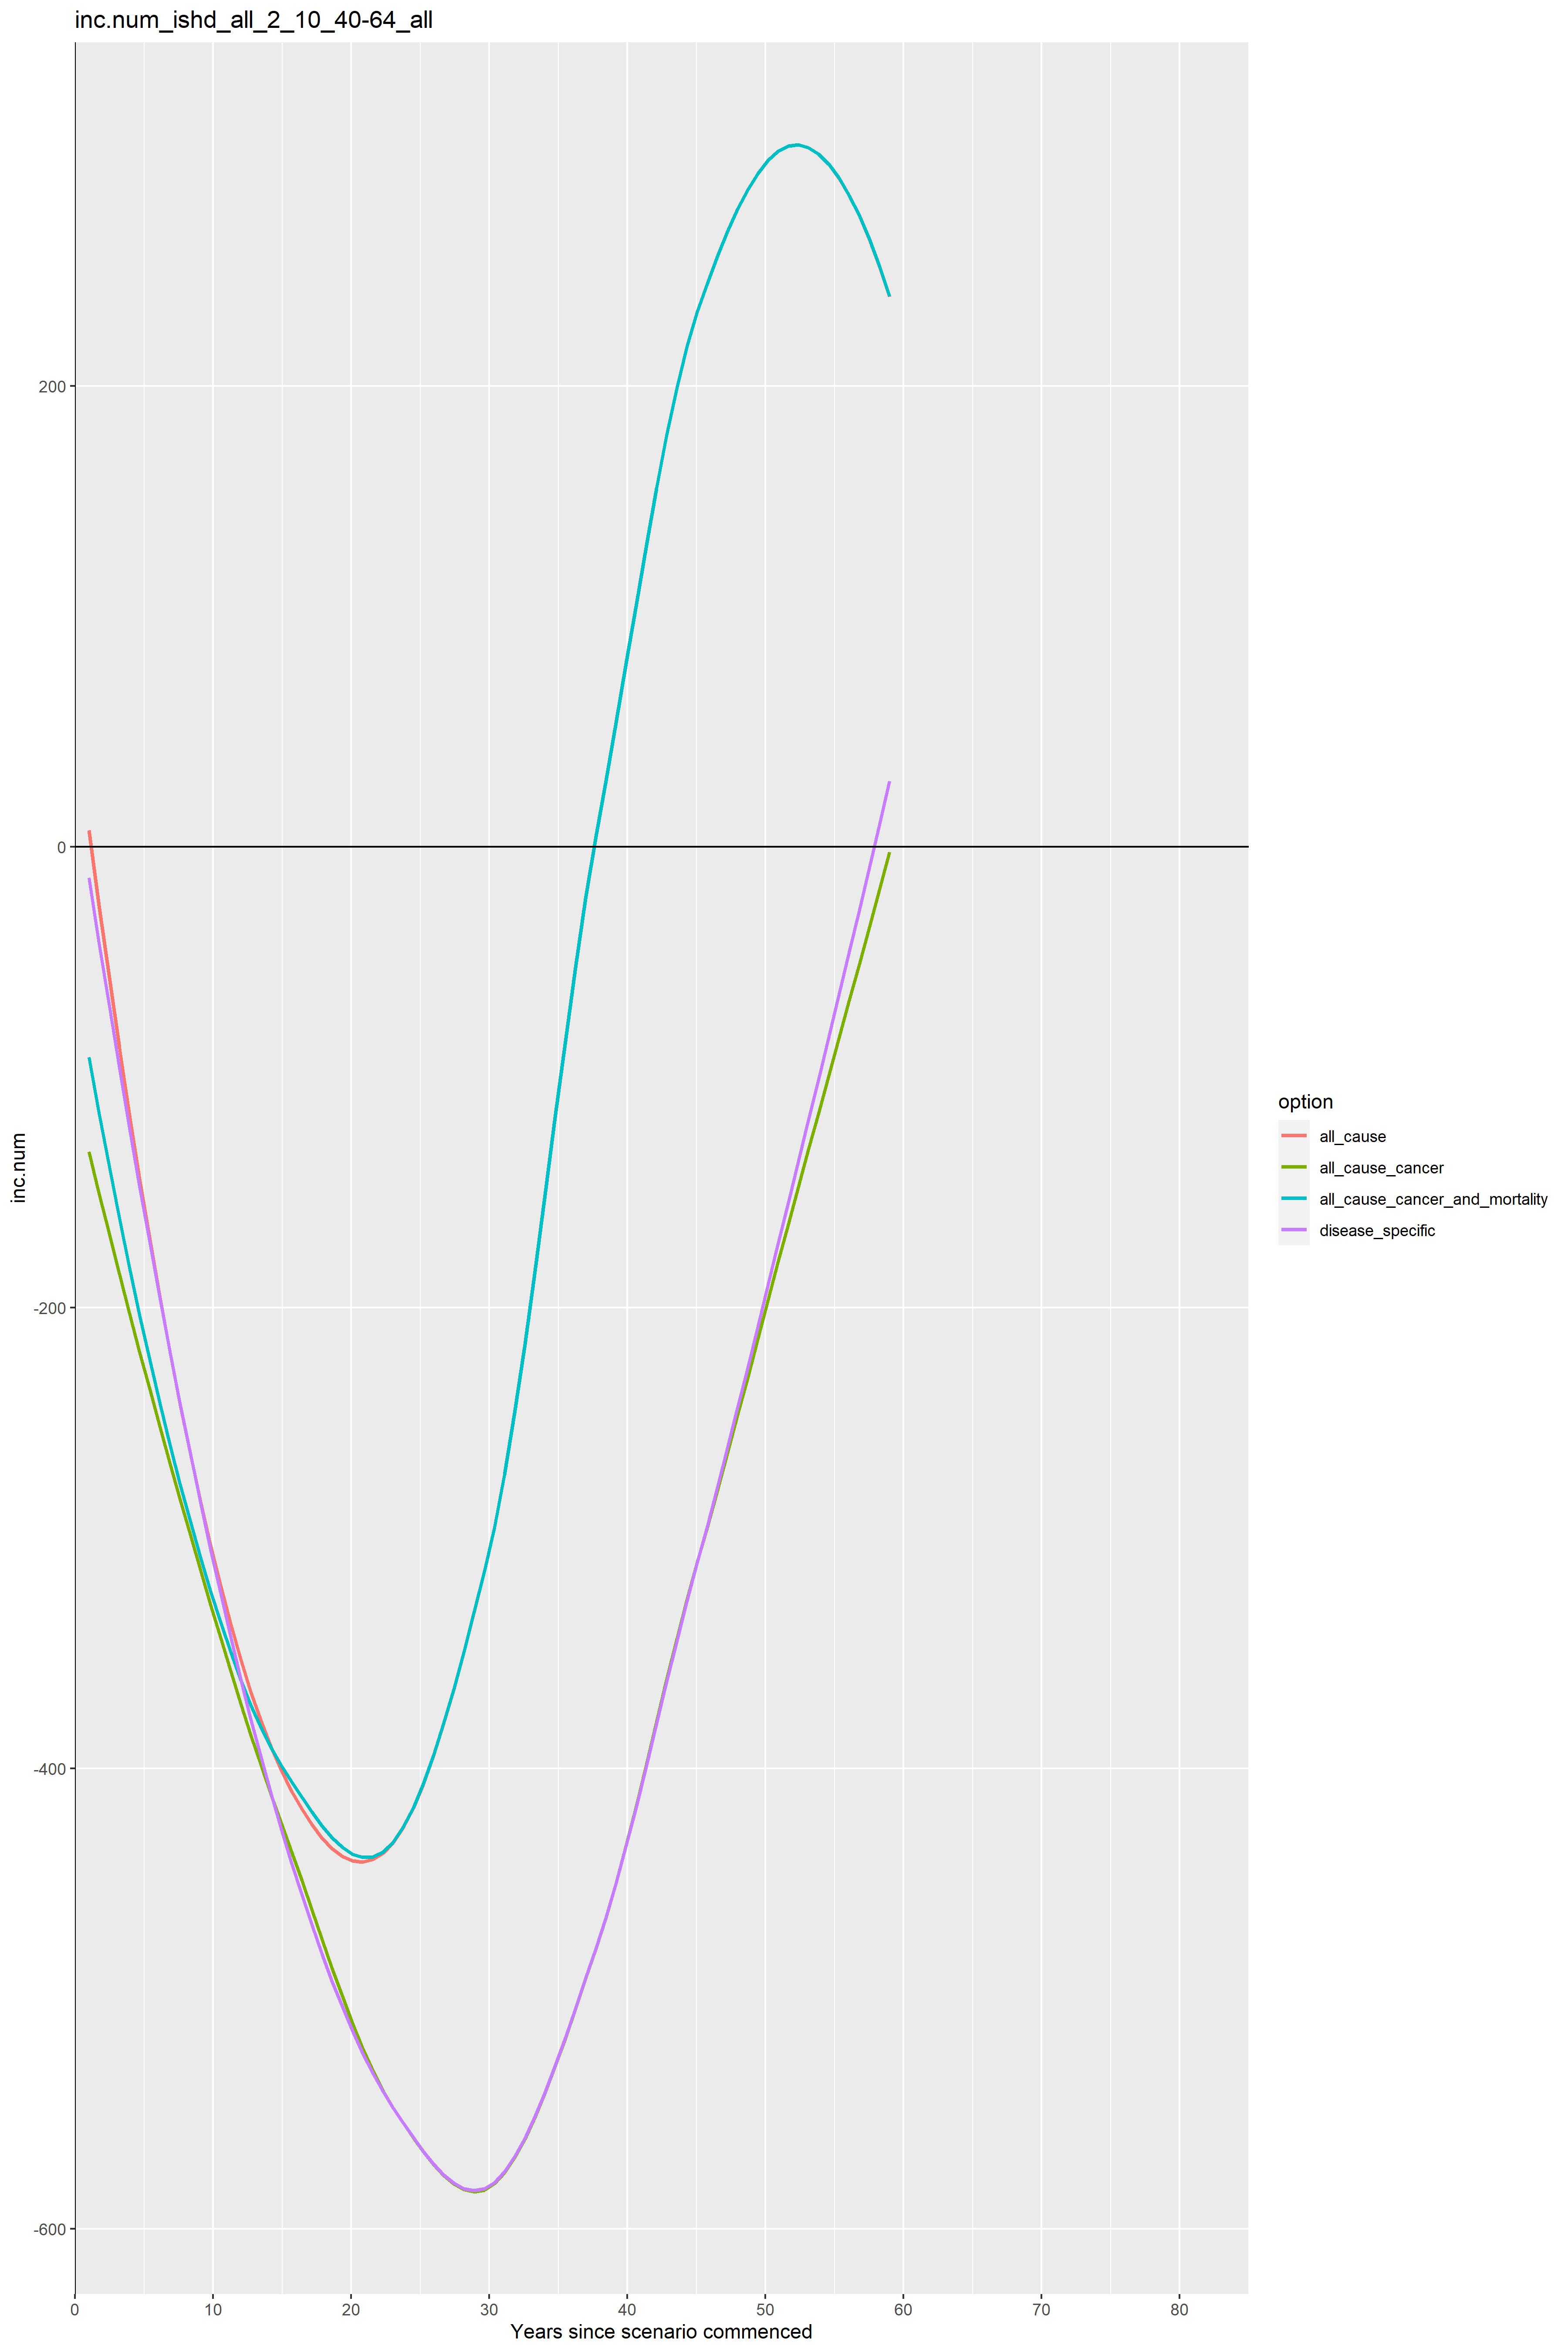 inc.num_ishd_all_2_10_40-64_all
200
0
-200
-400
-600
inc.num
0 10 20 30 40 50 60 70 80
Years since scenario commenced
option
all_cause
all_cause_cancer
all_cause_cancer_and_mortality
disease_specific